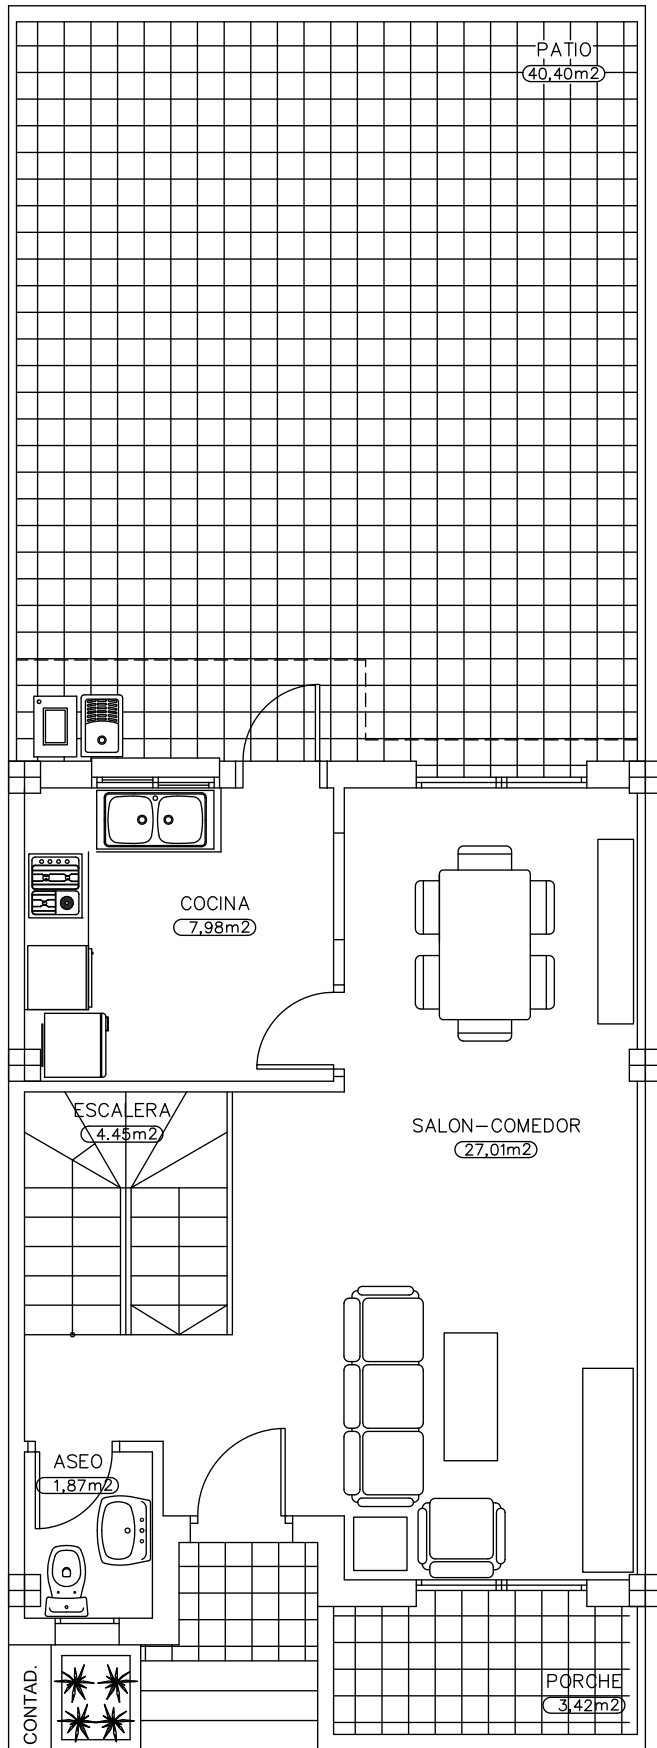 PATIO
40,40m2
COCINA
7,98m2
ESCALERA
4.45m2
SALON-COMEDOR
27,01m2
ASEO
1,87m2
PORCHE
3,42m2
CONTAD.